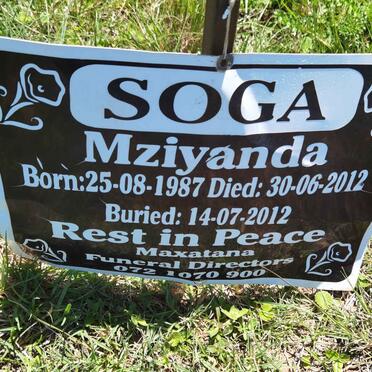 SOGA
Mziyanda
Born:25-08-1987 Died: 30-06-2012
Buried: 14-07-2012
Rest in Peace
Maxatana
Funeral Directors
072 1070 900